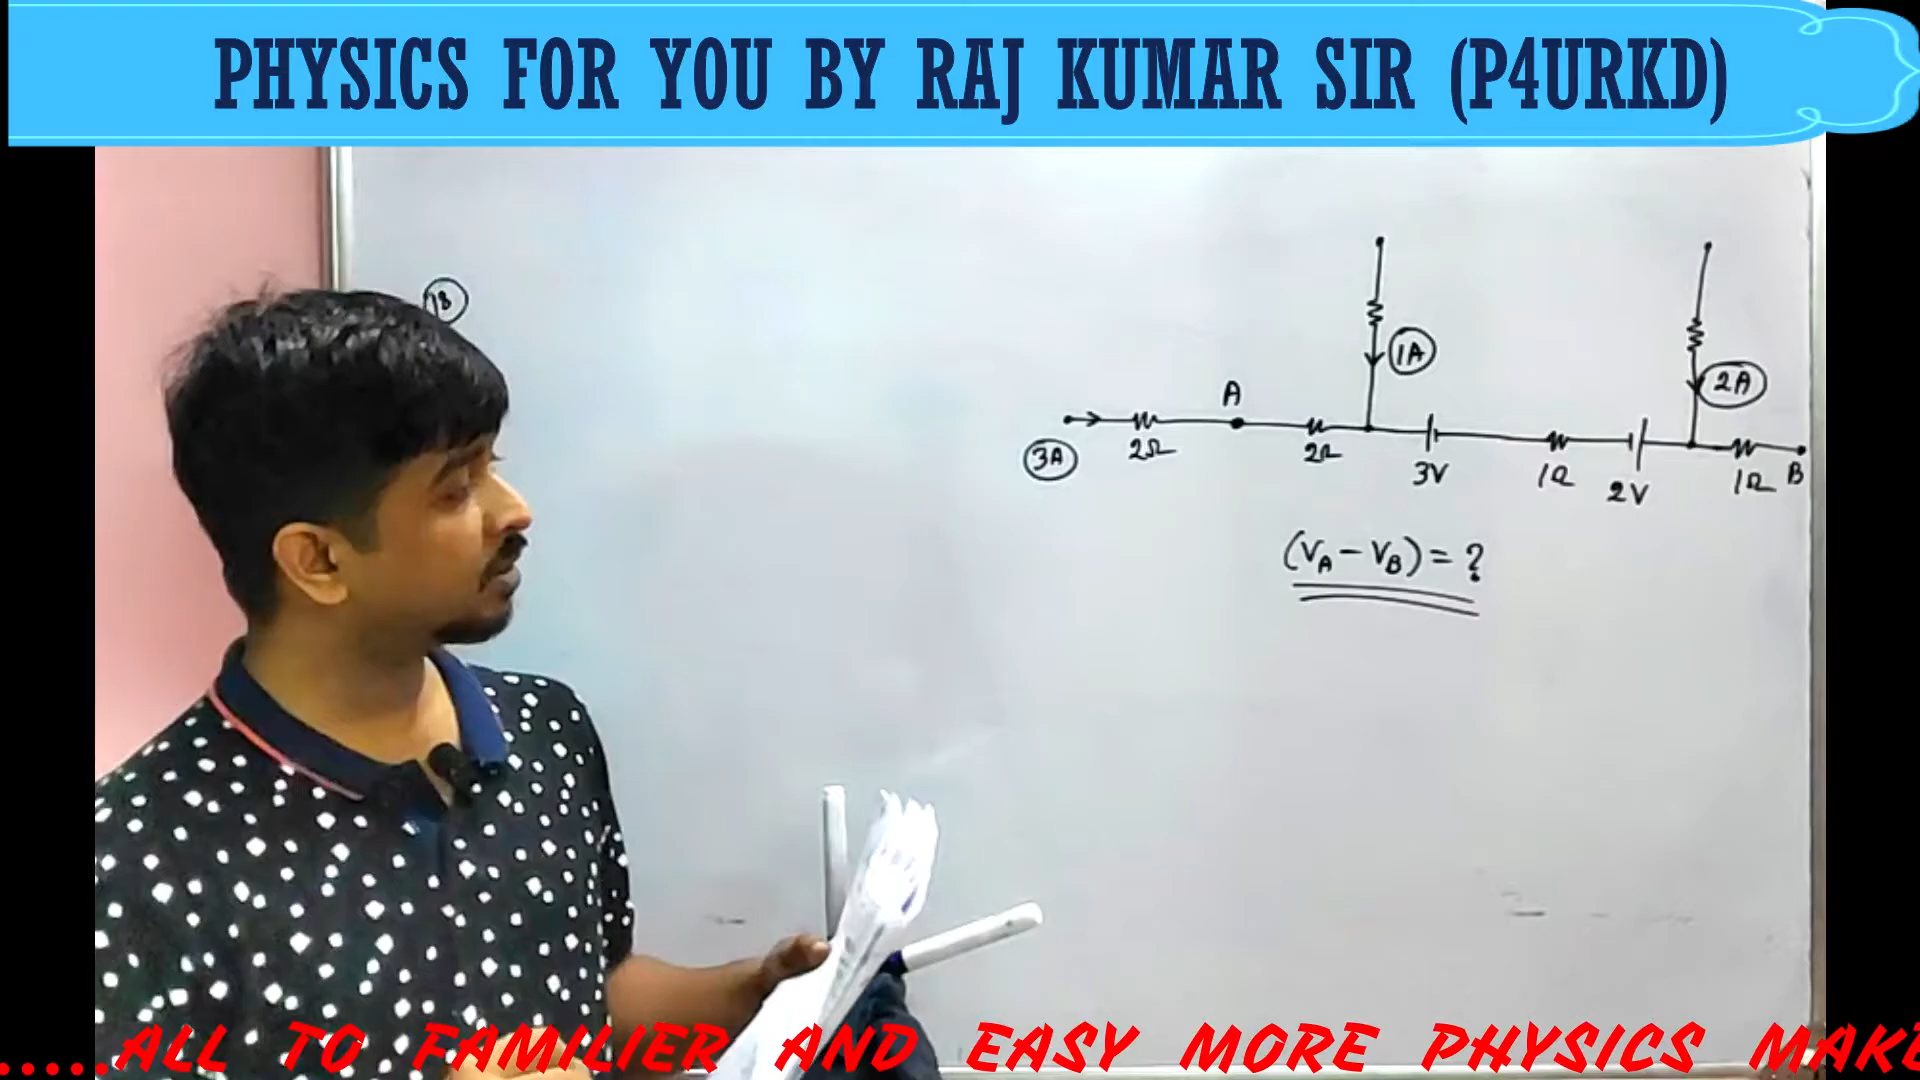 PHYSICS FOR YOU BY RAJ KUMAR SIR (P4URKD)
18
1A
2A
A
3A
2Ω
2Ω
3V
1Ω
2V
1Ω
B
(VA – VB) = ?
.....ALL TO FAMILIER AND EASY MORE PHYSICS MAKE